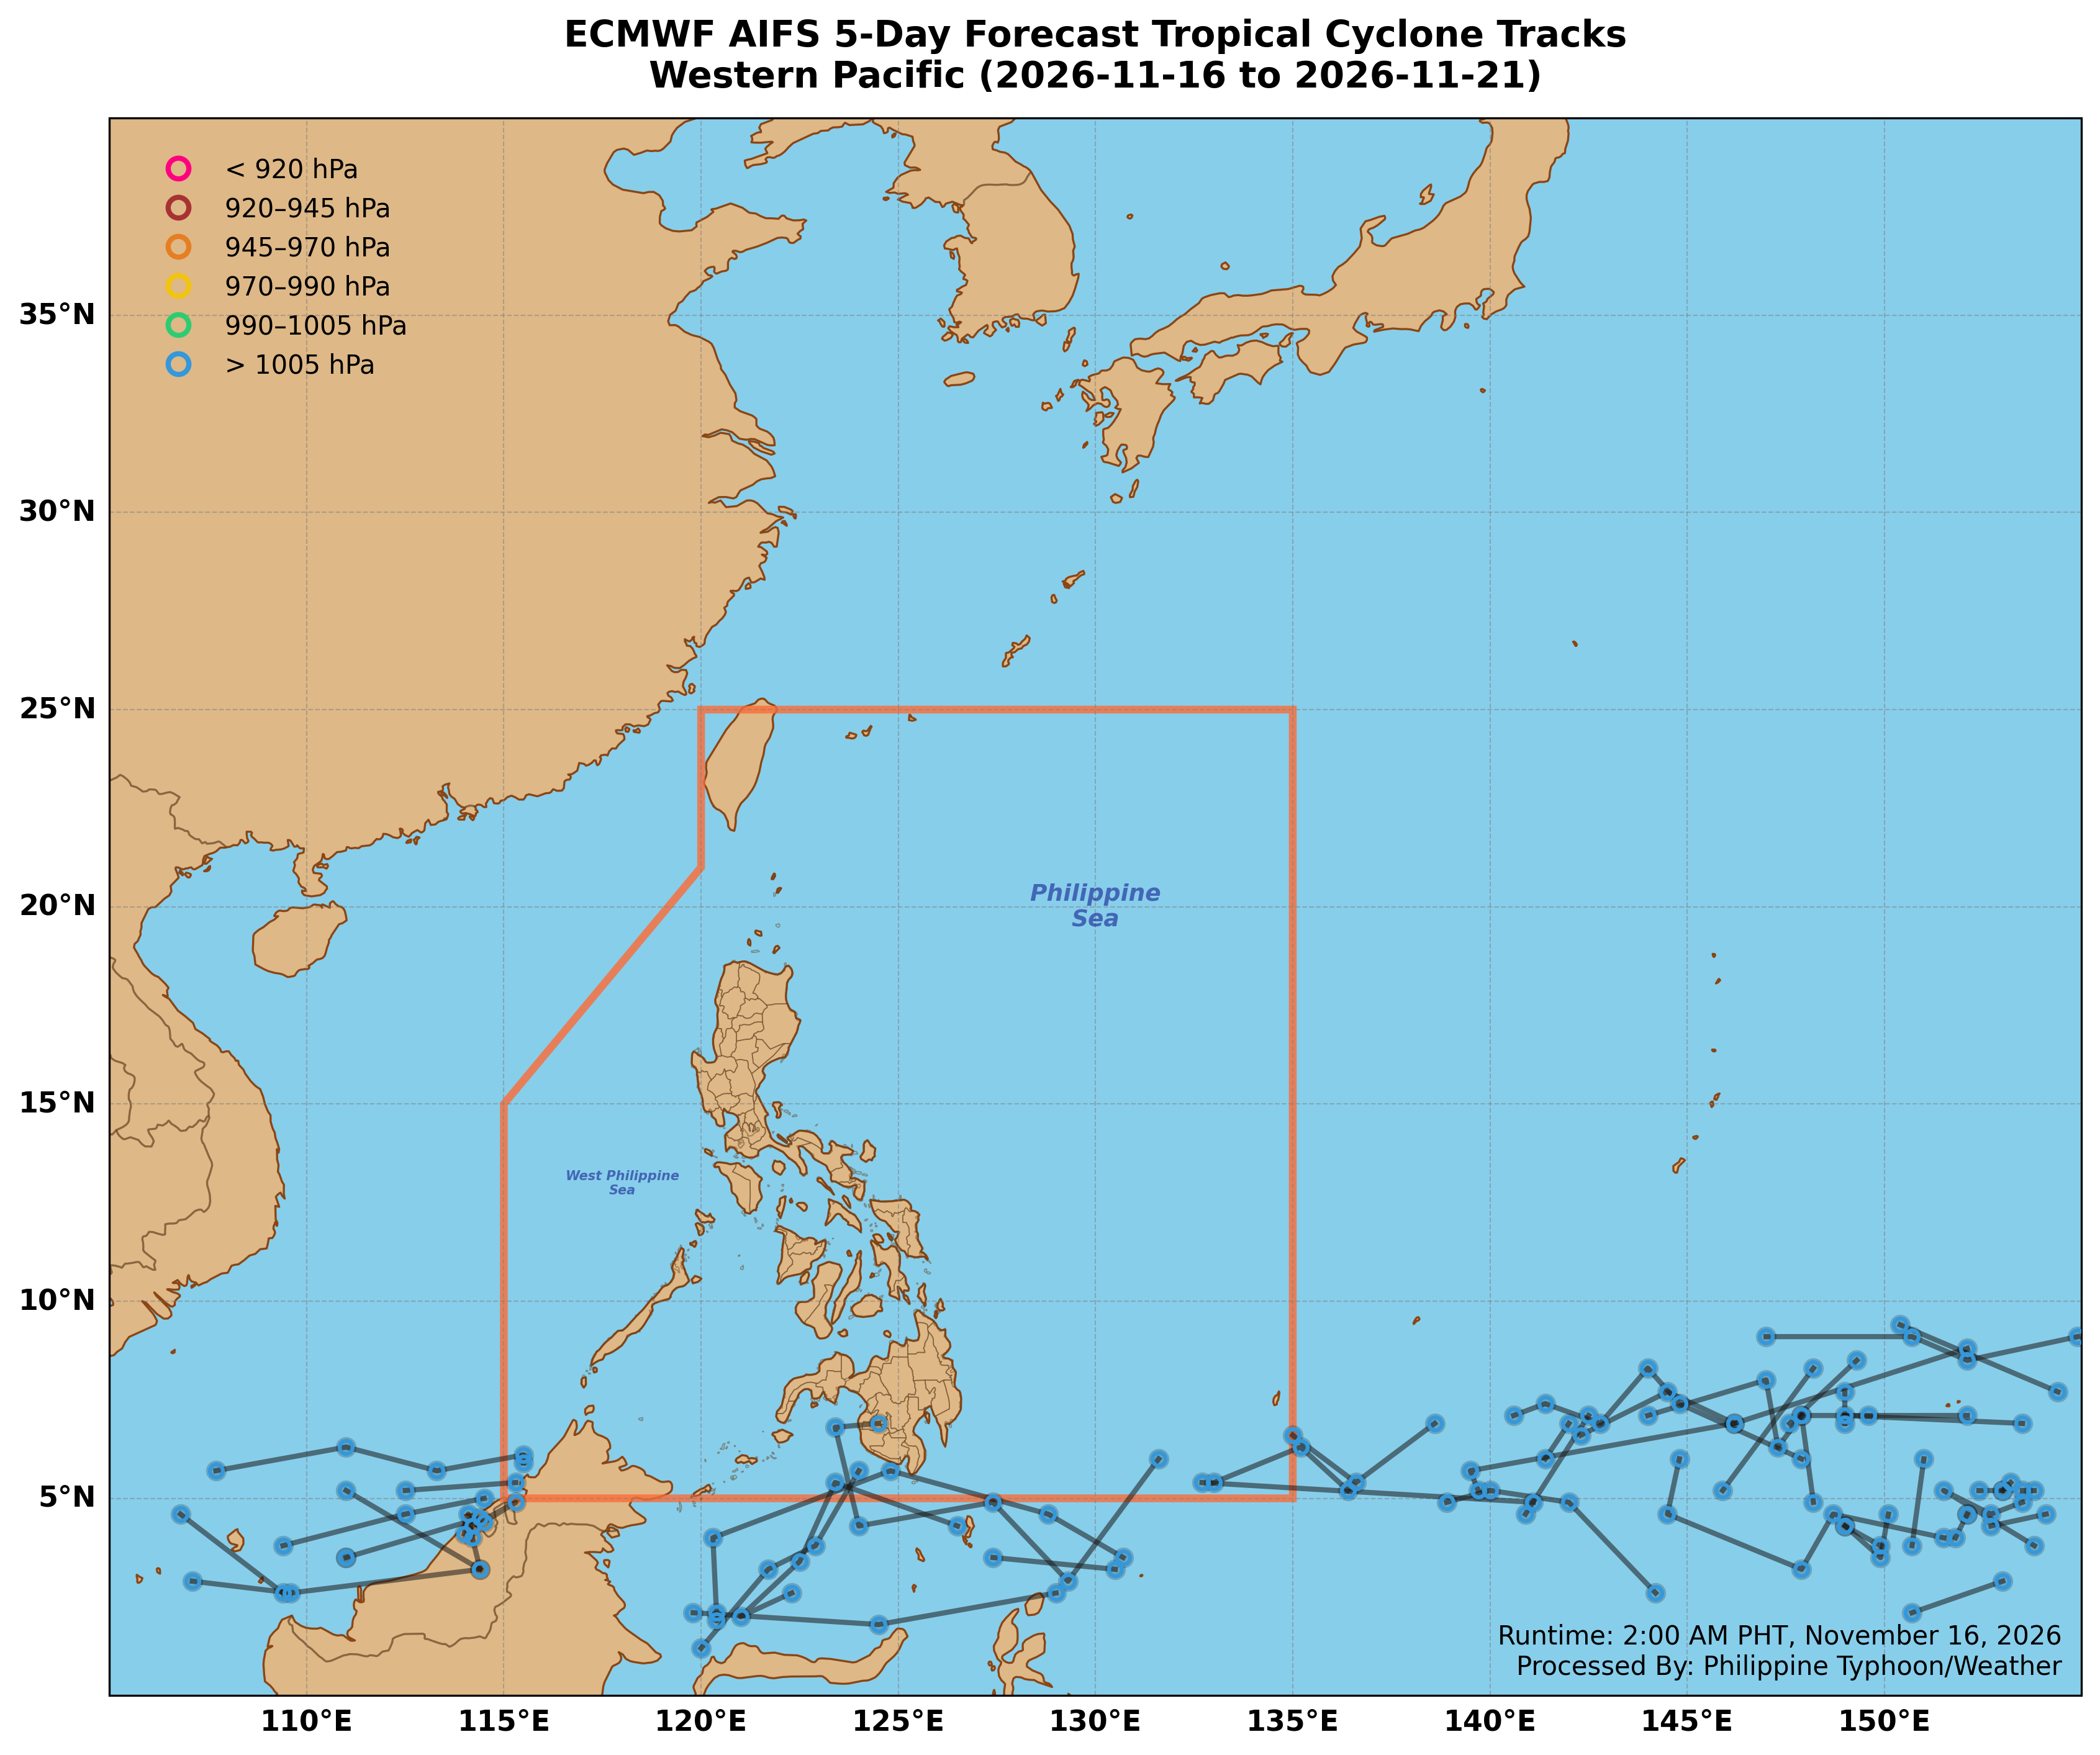 ECMWF AIFS 5-Day Forecast Tropical Cyclone Tracks
Western Pacific (2026-11-16 to 2026-11-21)
< 920 hPa
920–945 hPa
945–970 hPa
970–990 hPa
990–1005 hPa
> 1005 hPa
35°N
30°N
25°N
20°N
15°N
10°N
5°N
Philippine
Sea
West Philippine
Sea
Runtime: 2:00 AM PHT, November 16, 2026
Processed By: Philippine Typhoon/Weather
110°E
115°E
120°E
125°E
130°E
135°E
140°E
145°E
150°E